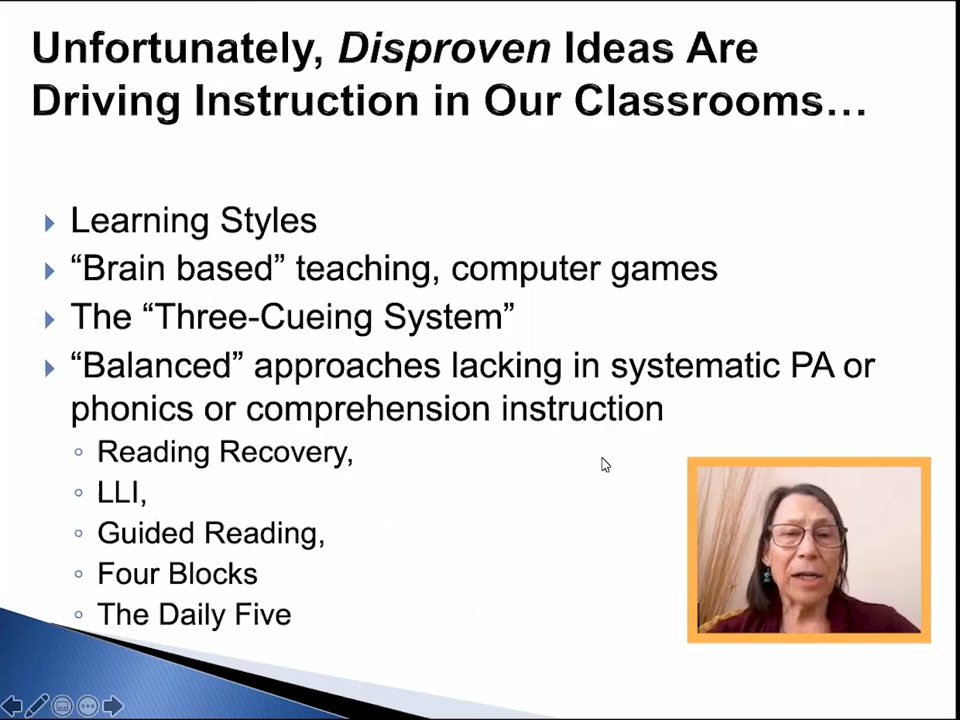 Unfortunately, Disproven Ideas Are
Driving Instruction in Our Classrooms…
Learning Styles
“Brain based” teaching, computer games
The “Three-Cueing System”
“Balanced” approaches lacking in systematic PA or
phonics or comprehension instruction
Reading Recovery,
LLI,
Guided Reading,
Four Blocks
The Daily Five